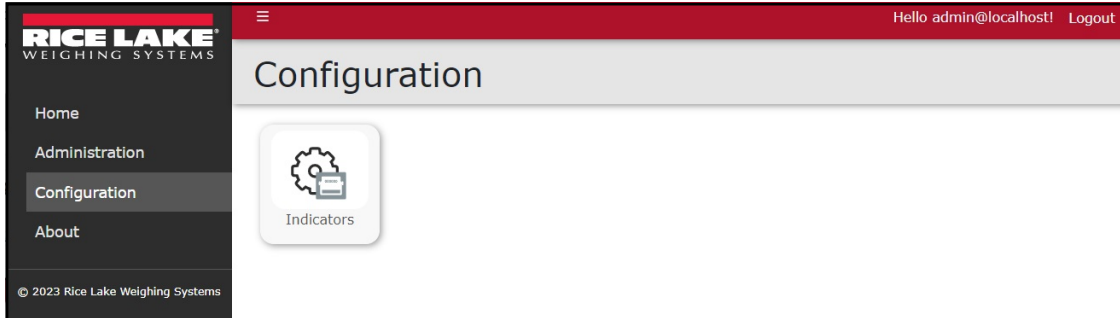 RICE LAKE®
WEIGHING SYSTEMS
Home
Administration
Configuration
About
© 2023 Rice Lake Weighing Systems
Hello admin@localhost! Logout
Configuration
Indicators